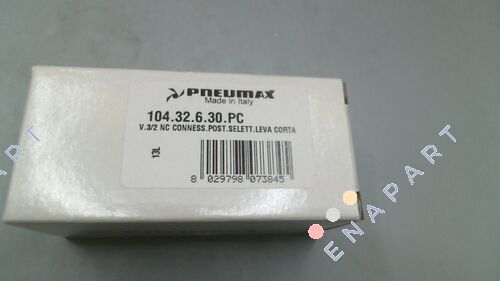 PNEUMAX
Made in Italy
104.32.6.30.PC
V.3/2 NC CONNESS.POST.SELETT.LEVA CORTA
13L
8 029798 073845
ENAPART